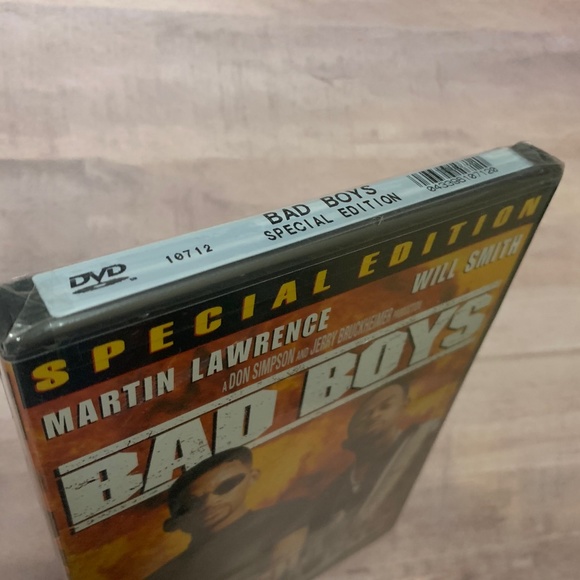 DVD
10712
BAD BOYS
SPECIAL EDITION
043396107120
SPECIAL EDITION
MARTIN LAWRENCE WILL SMITH
A DON SIMPSON AND JERRY BRUCKHEIMER PRODUCTION
BAD BOYS